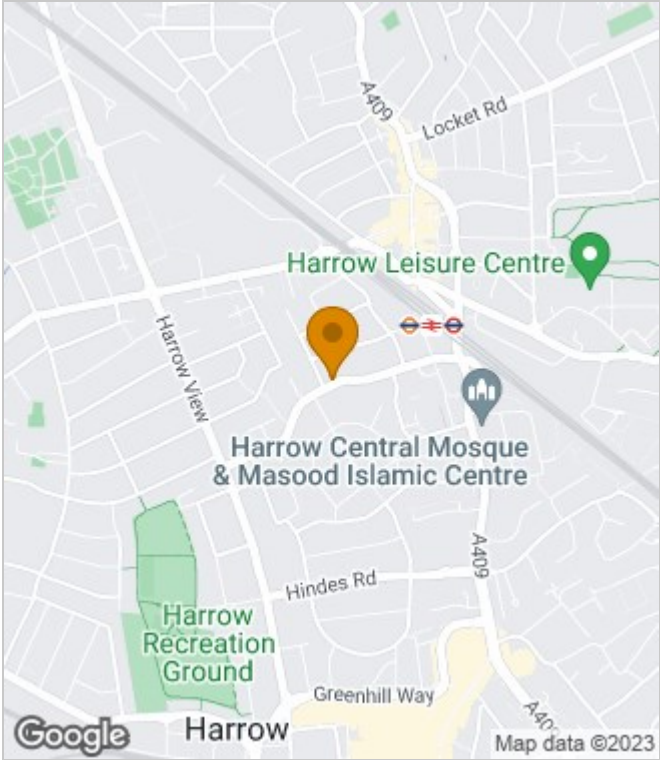 A409
Locket Rd
Harrow Leisure Centre
Harrow View
Harrow Central Mosque
& Masood Islamic Centre
A409
Hindes Rd
Harrow
Recreation
Ground
Greenhill Way
A409
Harrow
Google
Map data ©2023